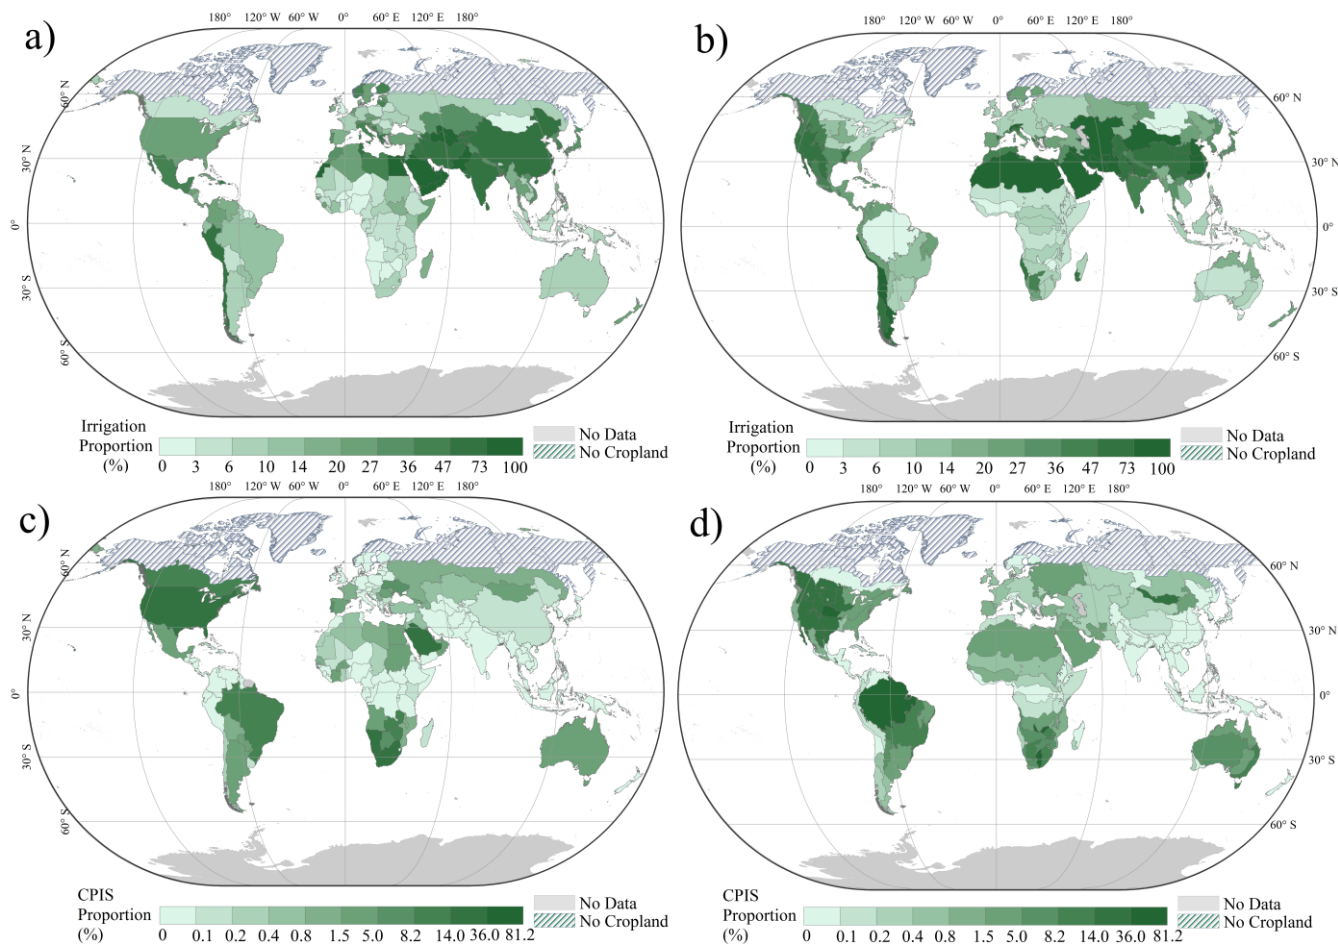 180° 120° W 60° W 0° 60° E 120° E 180°
a)
60° N
30° N
0°
30° S
60° S
Irrigation
Proportion
(%)
0 3 6 10 14 20 27 36 47 73 100
No Data
No Cropland
180° 120° W 60° W 0° 60° E 120° E 180°
b)
60° N
30° N
0°
30° S
60° S
Irrigation
Proportion
(%)
0 3 6 10 14 20 27 36 47 73 100
No Data
No Cropland
180° 120° W 60° W 0° 60° E 120° E 180°
c)
60° N
30° N
0°
30° S
60° S
CPIS
Proportion
(%)
0 0.1 0.2 0.4 0.8 1.5 5.0 8.2 14.0 36.0 81.2
No Data
No Cropland
180° 120° W 60° W 0° 60° E 120° E 180°
d)
60° N
30° N
0°
30° S
60° S
CPIS
Proportion
(%)
0 0.1 0.2 0.4 0.8 1.5 5.0 8.2 14.0 36.0 81.2
No Data
No Cropland